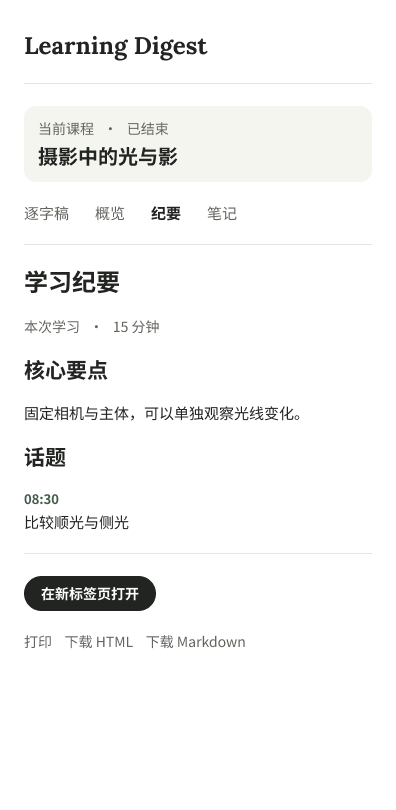 Learning Digest
当前课程 · 已结束
摄影中的光与影
逐字稿 概览 纪要 笔记
学习纪要
本次学习 · 15 分钟
核心要点
固定相机与主体，可以单独观察光线变化。
话题
08:30
比较顺光与侧光
在新标签页打开
打印 下载 HTML 下载 Markdown